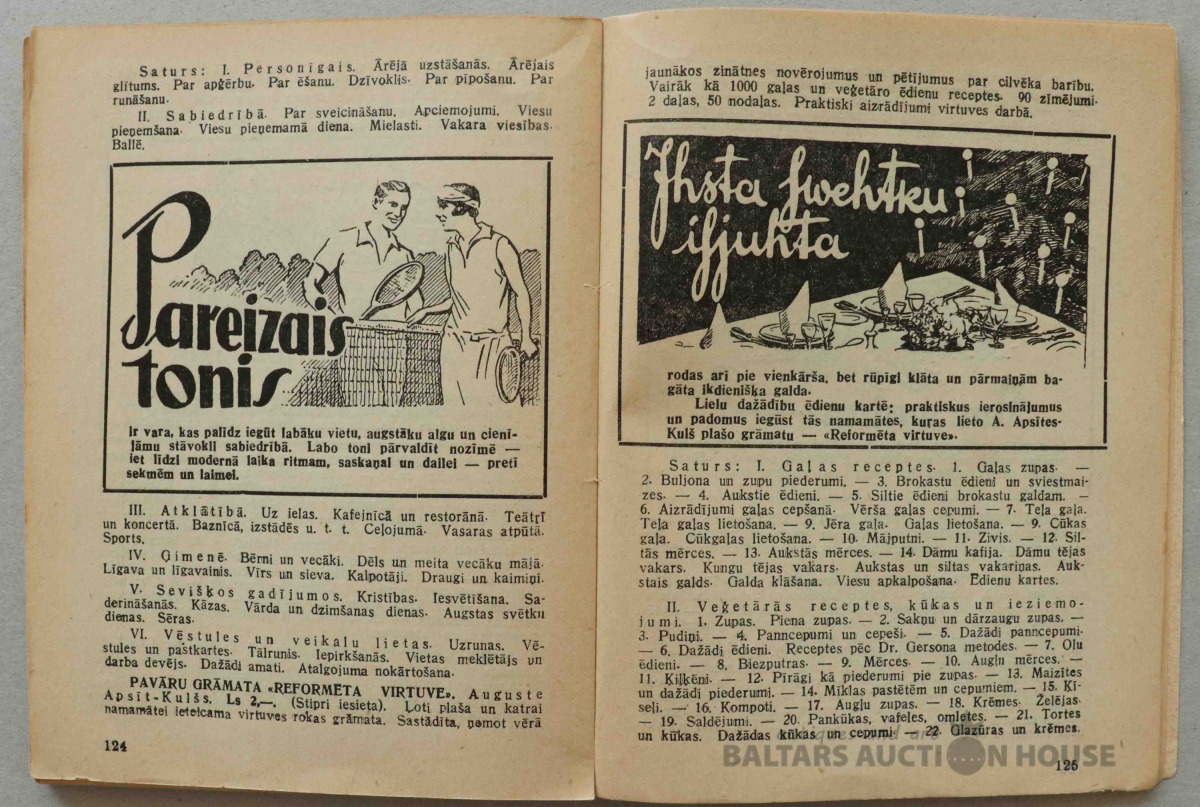 Saturs: I. Personīgais. Ārējā uzstāšanās. Ārējais
glītums. Par apģērbu. Par ēšanu. Dzīvoklis. Par pīpošanu. Par
runāšanu.
II. Sabiedrībā. Par sveicināšanu. Apciemojumi. Viesu
pieņemšana. Viesu pieņemamā diena. Mielasti. Vakara viesības.
Ballē.
Pareizais
tonis
ir vara, kas palīdz iegūt labāku vietu, augstāku algu un cienī-
jāmu stāvokli sabiedrībā. Labo toni pārvaldīt nozīmē —
iet līdzi modernā laika ritmam, saskaņai un dailei — pretī
sekmēm un laimei.
III. Atklātībā. Uz ielas. Kafejnīcā un restorānā. Teātrī
un koncertā. Baznīcā, izstādēs u. t. t. Ceļojumā. Vasaras atpūtā.
Sports.
IV. Ģimenē. Bērni un vecāki. Dēls un meita vecāku mājā.
Līgava un līgavainis. Vīrs un sieva. Kalpotāji. Draugi un kaimiņi.
V. Sevišķos gadījumos. Kristības. Iesvētīšana. Sa-
derināšanās. Kāzas. Vārda un dzimšanas dienas. Augstas svētku
dienas. Sēras.
VI. Vēstules un veikalu lietas. Uzrunas. Vē-
stules un pastkartes. Tālrunis. Iepirkšanās. Vietas meklētājs un
darba devējs. Dažādi amati. Atalgojuma nokārtošana.
PAVĀRU GRĀMATA «REFORMĒTA VIRTUVE». Auguste
Apsīt-Kulšs. Ls 2,—. (Stipri iesieta). Ļoti plaša un katrai
namamātei ieteicama virtuves rokas grāmata. Sastādīta, ņemot vērā
124
jaunākos zinātnes novērojumus un pētījumus par cilvēka barību.
Vairāk kā 1000 gaļas un veģetāro ēdienu receptes. 90 zīmējumi.
2 daļas, 50 nodaļas. Praktiski aizrādījumi virtuves darbā.
Ihsta ſwehtku
iſjuhta
rodas arī pie vienkārša, bet rūpīgi klāta un pārmaiņām ba-
gāta ikdienišķa galda.
Lielu dažādību ēdienu kartē; praktiskus ierosinājumus
un padomus iegūst tās namamātes, kuŗas lieto A. Apsītes-
Kulš plašo grāmatu — «Reformēta virtuve».
Saturs: I. Gaļas receptes. 1. Gaļas zupas. —
2. Buljona un zupu piederumi. — 3. Brokastu ēdieni un sviestmai-
zes. — 4. Aukstie ēdieni. — 5. Siltie ēdieni brokastu galdam. —
6. Aizrādījumi gaļas cepšanā. Vērša gaļas cepumi. — 7. Teļa gaļa.
Teļa gaļas lietošana. — 9. Jēra gaļa. Gaļas lietošana. — 9. Cūkas
gaļa. Cūkgaļas lietošana. — 10. Mājputni. — 11. Zivis. — 12. Sil-
tās mērces. — 13. Aukstās mērces. — 14. Dāmu kafija. Dāmu tējas
vakars. Kungu tējas vakars. Aukstas un siltas vakariņas. Auk-
stais galds. Galda klāšana. Viesu apkalpošana. Ēdienu kartes.
II. Veģetārās receptes, kūkas un ieziemo-
jumi. 1. Zupas. Piena zupas. — 2. Sakņu un dārzaugu zupas. —
3. Pudiņi. — 4. Panncepumi un cepeši. — 5. Dažādi panncepumi.
— 6. Dažādi ēdieni. Receptes pēc Dr. Gersona metodes. — 7. Olu
ēdieni. — 8. Biezputras. — 9. Mērces. — 10. Augļu mērces. —
11. Ķiļķēni. — 12. Pīrāgi kā piederumi pie zupas. — 13. Maizītes
un dažādi piederumi. — 14. Mīklas pastētēm un cepumiem. — 15. Ķī-
seļi. — 16. Kompoti. — 17. Augļu zupas. — 18. Krēmes. Želejas.
— 19. Saldējumi. — 20. Pankūkas, vafeles, omletes. — 21. Tortes
un kūkas. Dažādas kūkas un cepumi — 22. Glazūras un krēmes.
BALTARS AUCTION HOUSE
125